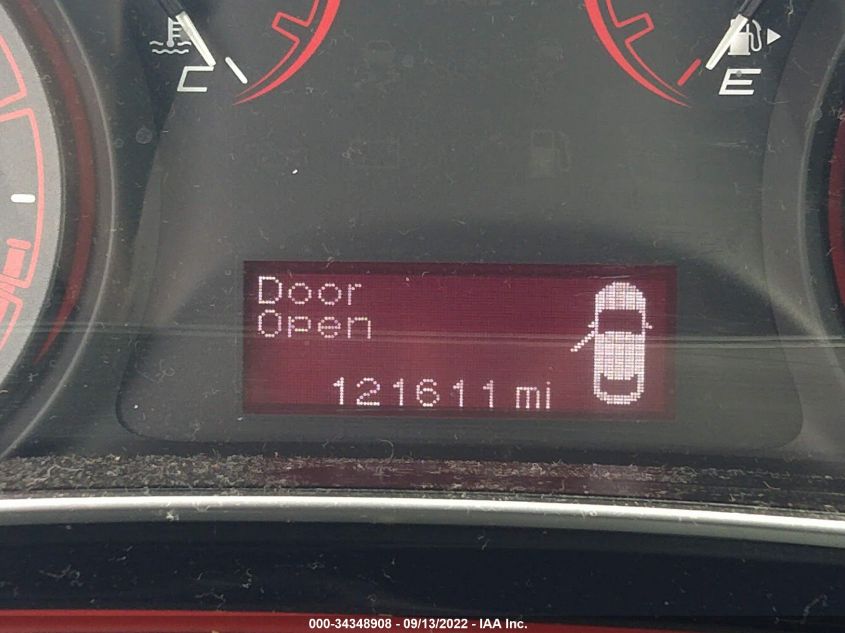 C
E
Door
Open
121611 mi
000-34348908 - 09/13/2022 - IAA Inc.